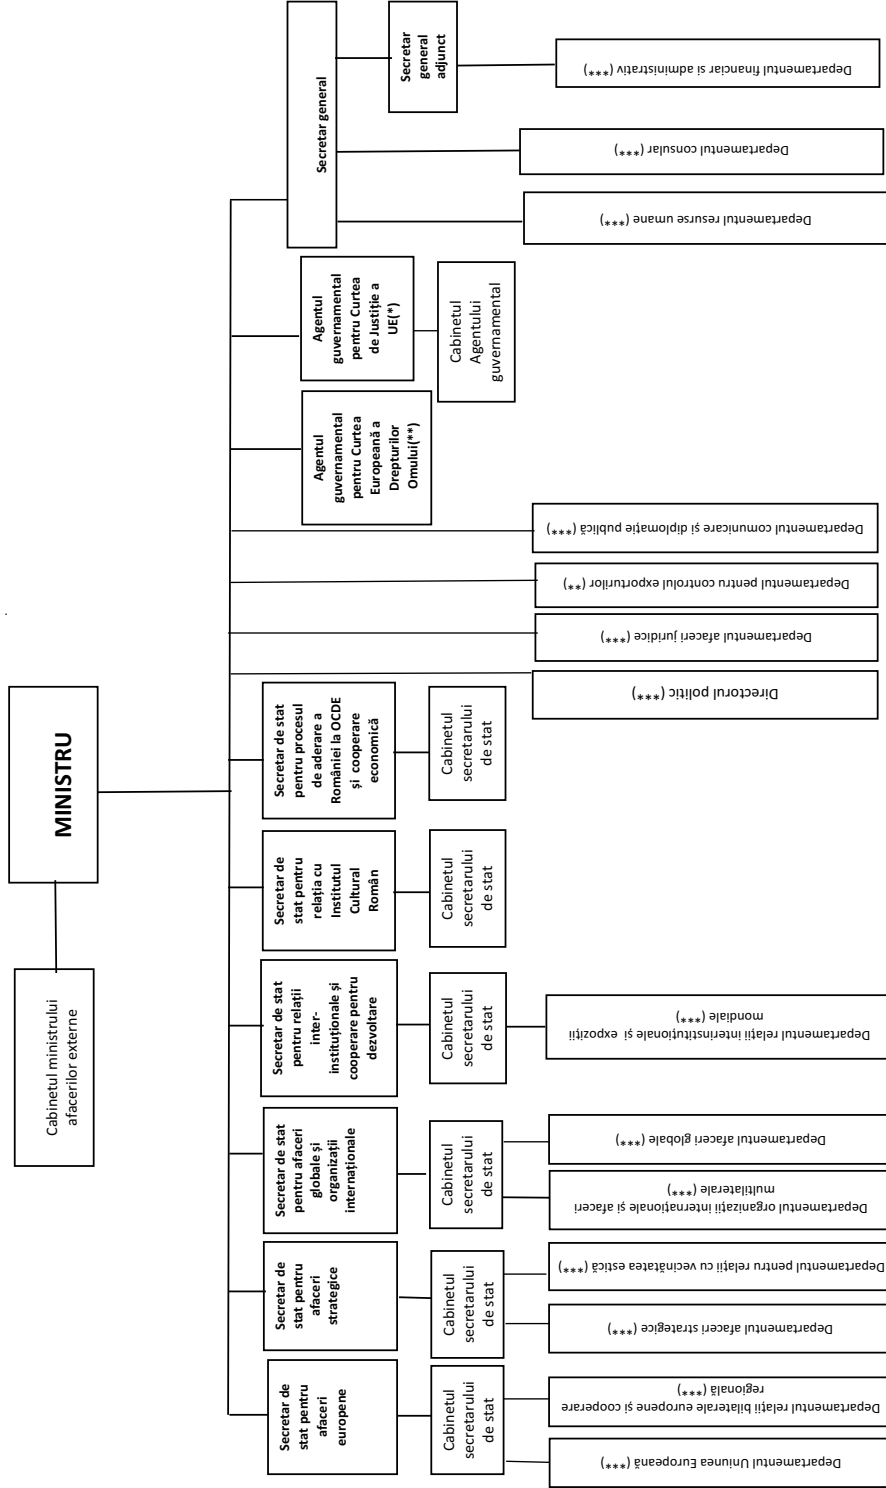 MINISTRU
Cabinetul ministrului
afacerilor externe
Secretar de
stat pentru
afaceri
europene
Secretar de
stat pentru
afaceri
strategice
Secretar de stat
pentru afaceri
globale și
organizații
internaționale
Secretar de stat
pentru relații
inter-
instituționale și
cooperare pentru
dezvoltare
Secretar de
stat pentru
relația cu
Institutul
Cultural
Român
Secretar de stat
pentru procesul
de aderare a
României la OCDE
și cooperare
economică
Agentul
guvernamental
pentru Curtea
Europeană a
Drepturilor
Omului(**)
Agentul
guvernamental
pentru Curtea
de Justiție a
UE(*)
Secretar general
Secretar
general
adjunct
Cabinetul
secretarului
de stat
Cabinetul
secretarului
de stat
Cabinetul
secretarului
de stat
Cabinetul
secretarului
de stat
Cabinetul
secretarului
de stat
Cabinetul
secretarului
de stat
Cabinetul
Agentului
guvernamental
Departamentul Uniunea Europeană (***)
Departamentul relații bilaterale europene și cooperare
regională (***)
Departamentul afaceri strategice (***)
Departamentul pentru relații cu vecinătatea estică (***)
Departamentul organizații internaționale și afaceri
multilaterale (***)
Departamentul afaceri globale (***)
Departamentul relații interinstituționale și expoziții
mondiale (***)
Directorul politic (***)
Departamentul afaceri juridice (***)
Departamentul pentru controlul exporturilor (**)
Departamentul comunicare și diplomație publică (***)
Departamentul resurse umane (***)
Departamentul consular (***)
Departamentul financiar si administrativ (***)